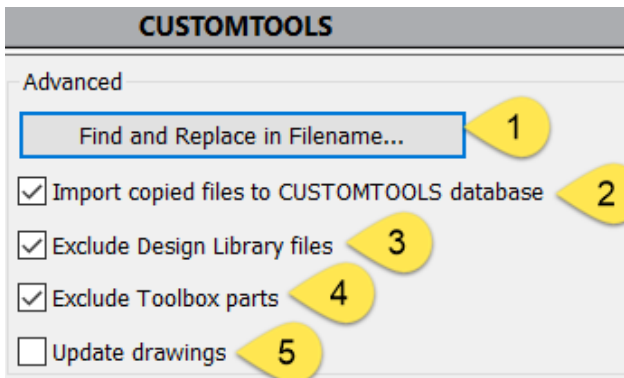 CUSTOMTOOLS
Advanced
Find and Replace in Filename... 1
Import copied files to CUSTOMTOOLS database 2
Exclude Design Library files 3
Exclude Toolbox parts 4
Update drawings 5